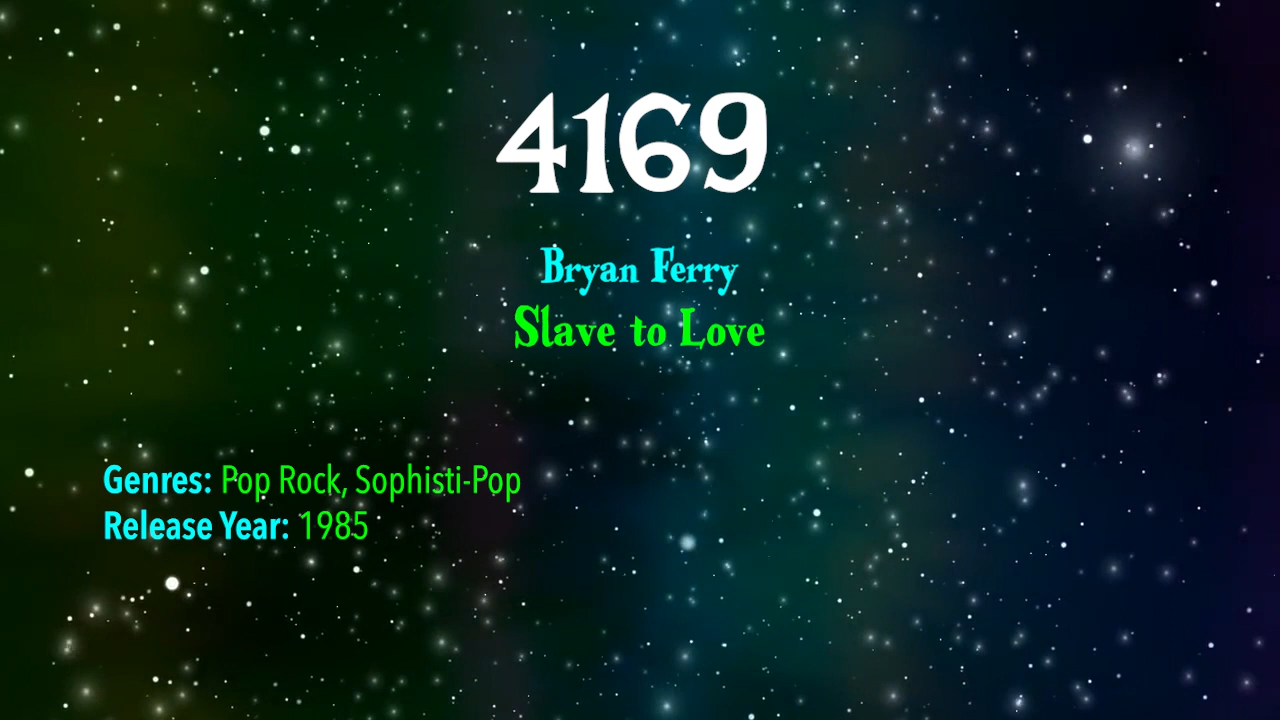 4169
Bryan Ferry
Slave to Love
Genres: Pop Rock, Sophisti-Pop
Release Year: 1985